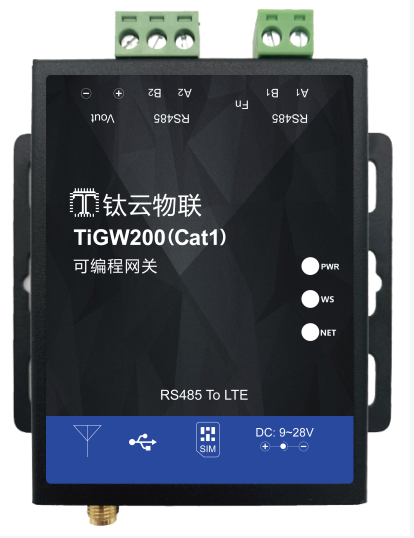 − + B2 A2 B1 A1
Vout RS485 Fn RS485
钛云物联
TiGW200(Cat1)
可编程网关
PWR
WS
NET
RS485 To LTE
SIM
DC: 9~28V